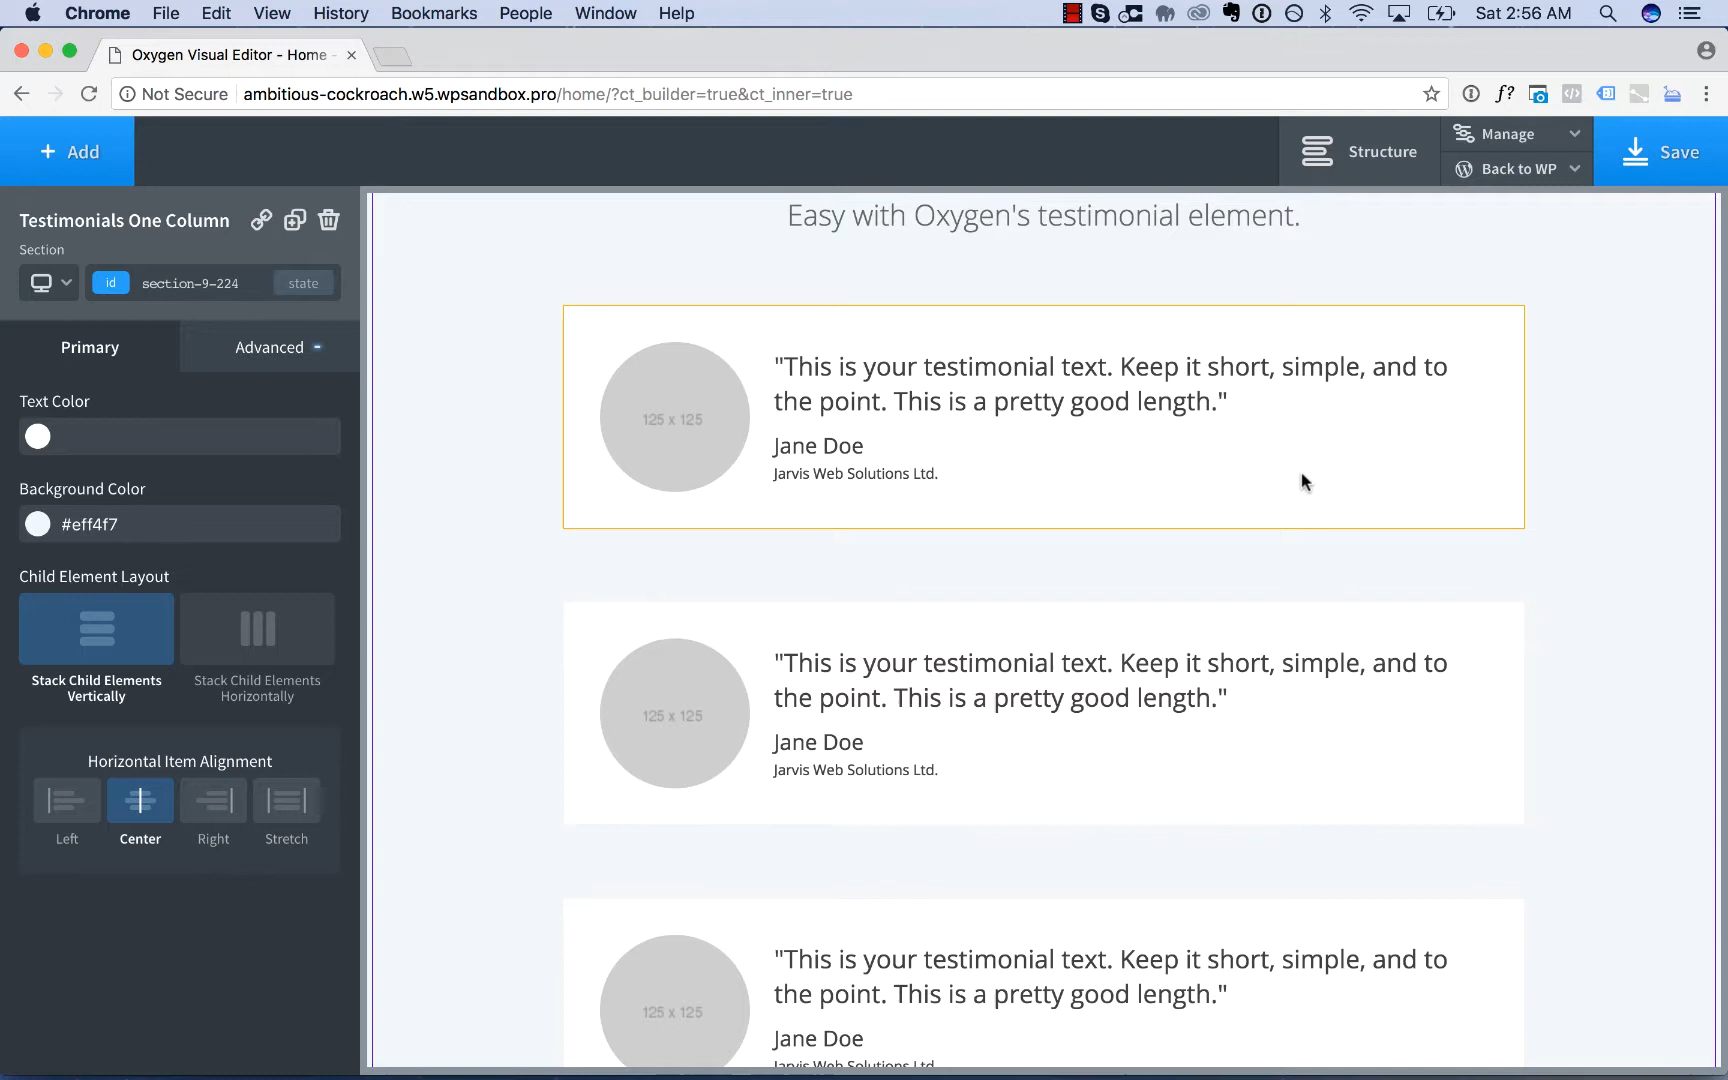 Chrome File Edit View History Bookmarks People Window Help Sat 2:56 AM
Oxygen Visual Editor - Home -
Not Secure ambitious-cockroach.w5.wpsandbox.pro/home/?ct_builder=true&ct_inner=true
f?
+ Add
Structure
Manage
Back to WP
Save
Testimonials One Column
Section
id section-9-224 state
Primary
Advanced
Text Color
Background Color
#eff4f7
Child Element Layout
Stack Child Elements
Vertically
Stack Child Elements
Horizontally
Horizontal Item Alignment
Left Center Right Stretch
Easy with Oxygen's testimonial element.
125 x 125
"This is your testimonial text. Keep it short, simple, and to
the point. This is a pretty good length."
Jane Doe
Jarvis Web Solutions Ltd.
125 x 125
"This is your testimonial text. Keep it short, simple, and to
the point. This is a pretty good length."
Jane Doe
Jarvis Web Solutions Ltd.
125 x 125
"This is your testimonial text. Keep it short, simple, and to
the point. This is a pretty good length."
Jane Doe
Jarvis Web Solutions Ltd.